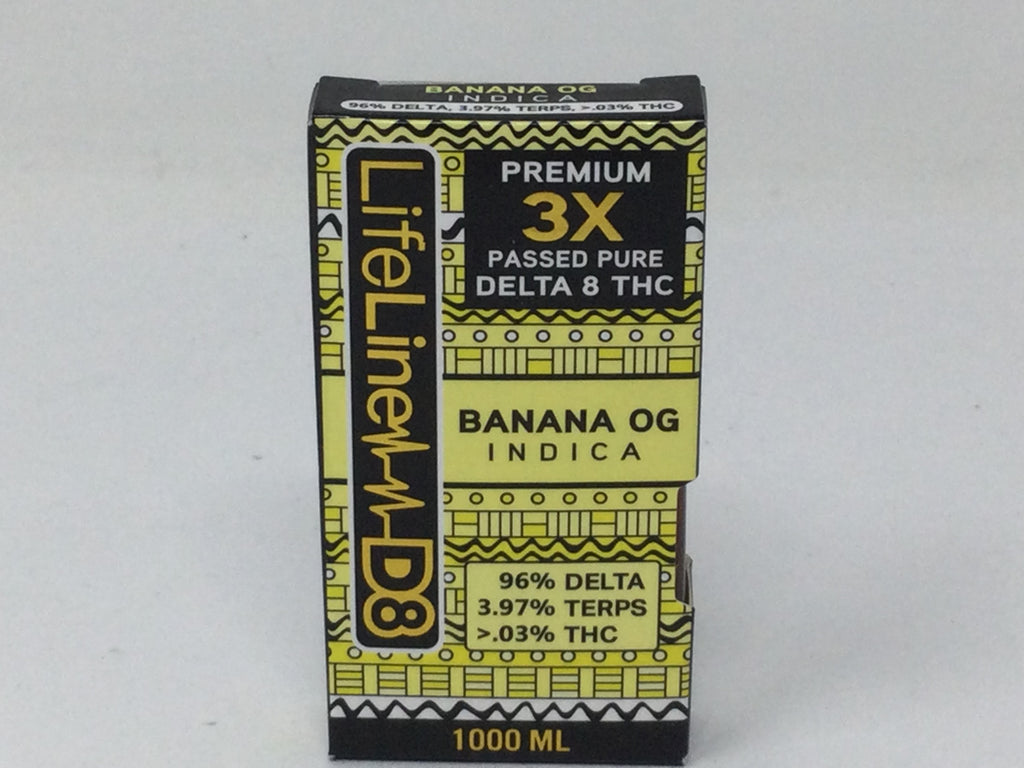 BANANA OG
INDICA
96% DELTA, 3.97% TERPS, >.03% THC
LifeLine D8
PREMIUM
3X
PASSED PURE
DELTA 8 THC
BANANA OG
INDICA
96% DELTA
3.97% TERPS
>.03% THC
1000 ML